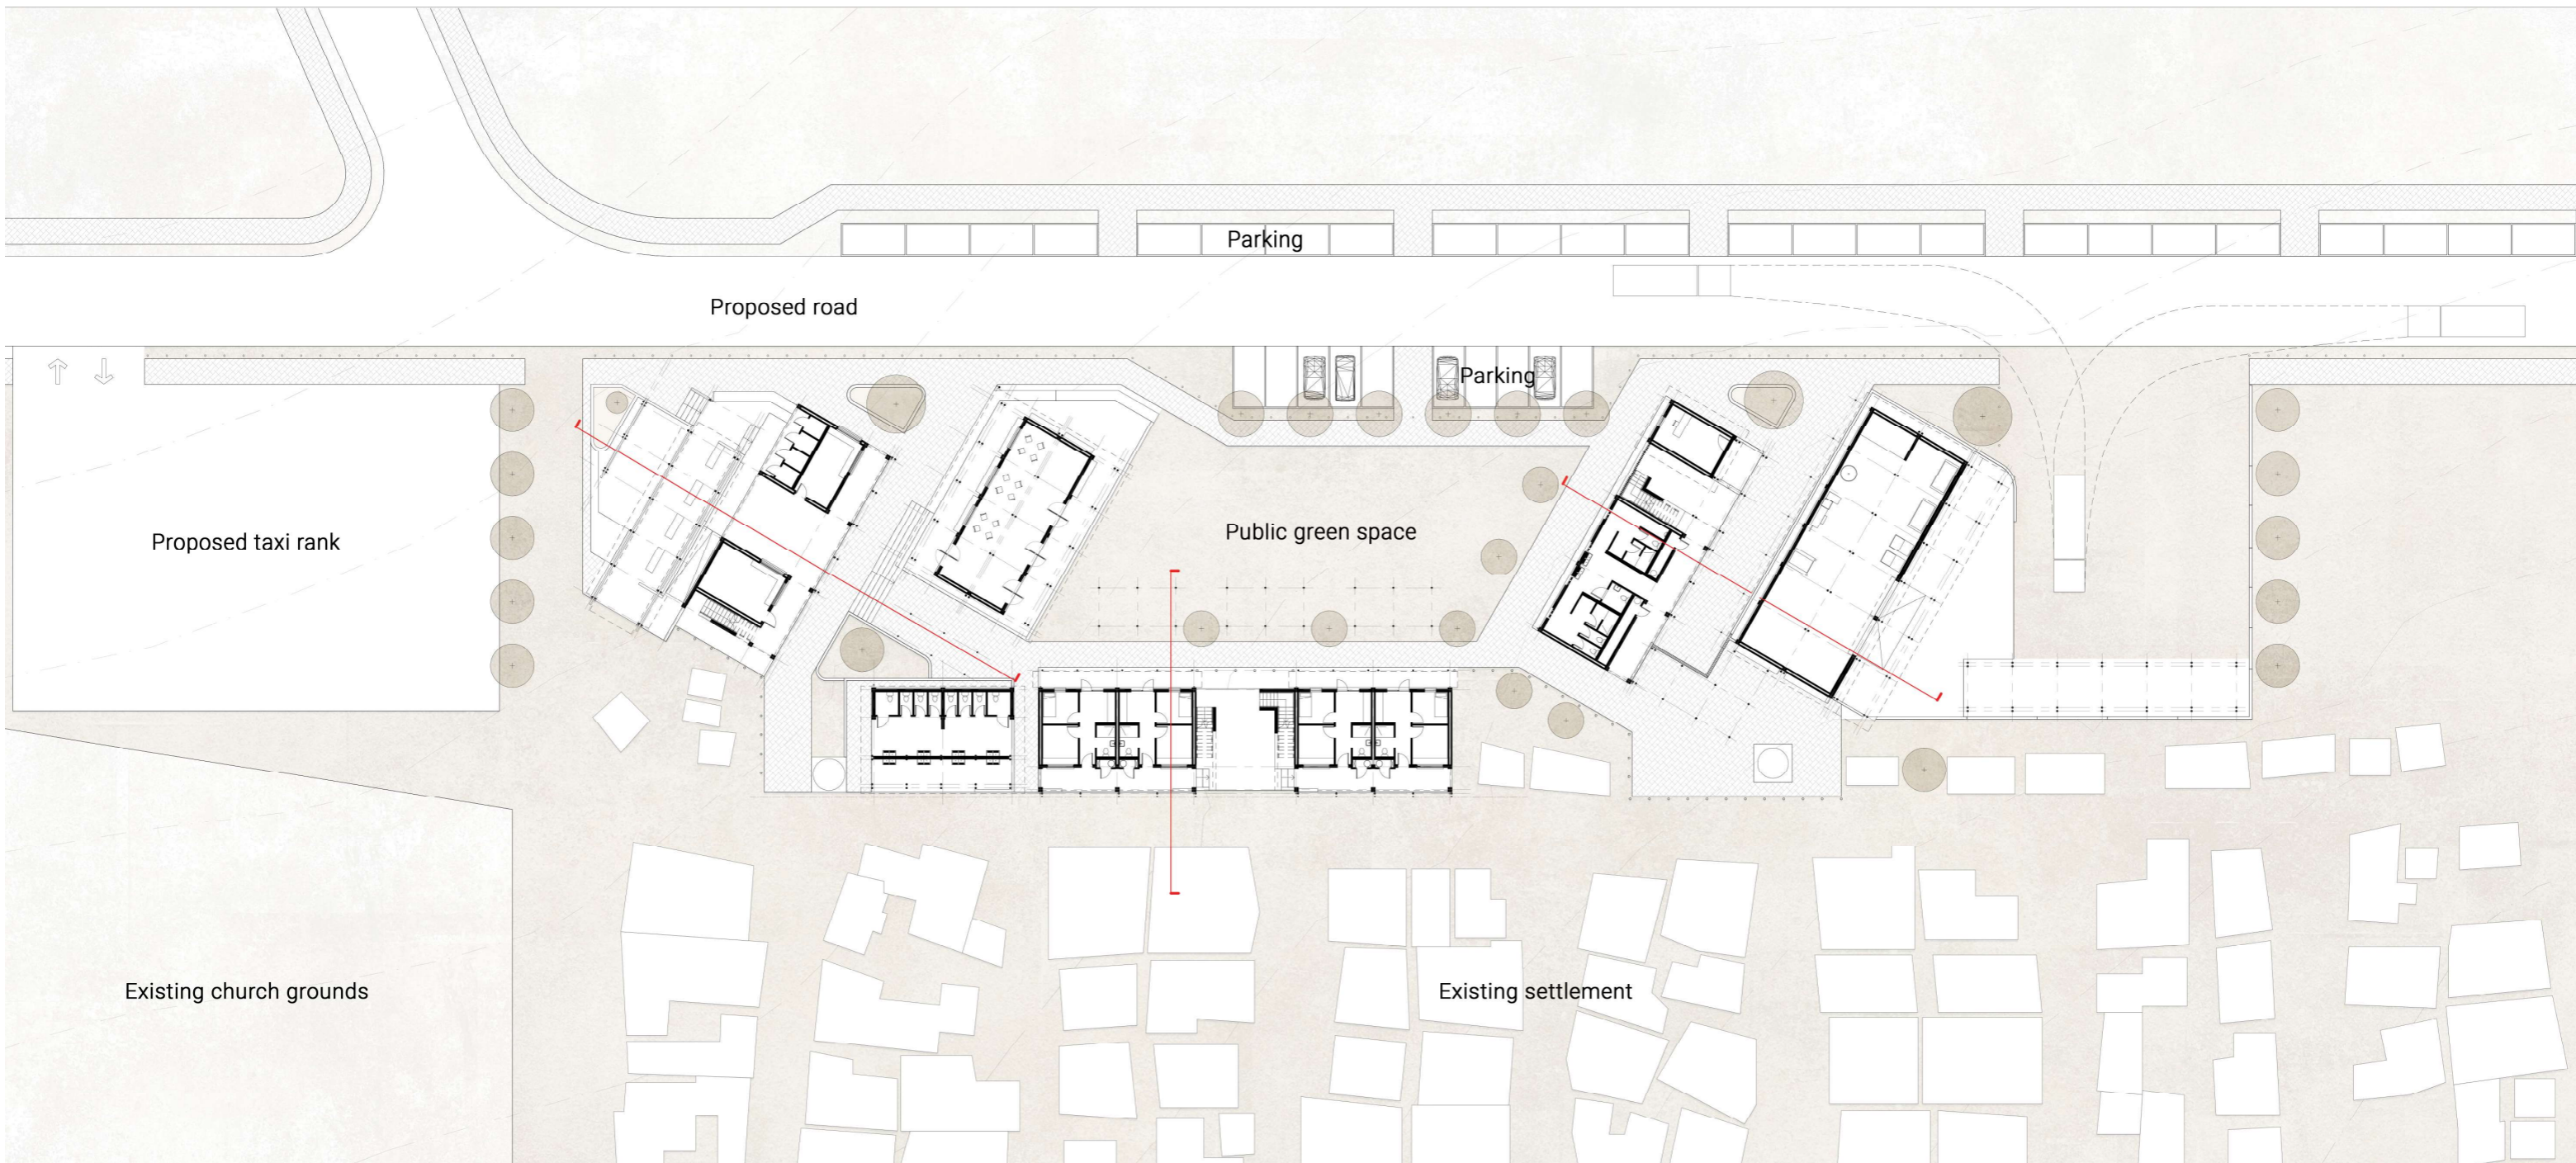 Parking
Proposed road
Parking
Public green space
Proposed taxi rank
Existing church grounds
Existing settlement